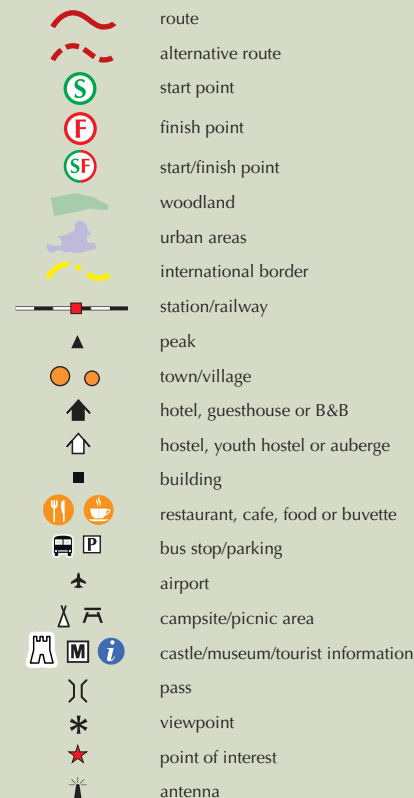 route
alternative route
S start point
F finish point
SF start/finish point
woodland
urban areas
international border
station/railway
peak
town/village
hotel, guesthouse or B&B
hostel, youth hostel or auberge
building
restaurant, cafe, food or buvette
P bus stop/parking
airport
campsite/picnic area
M i castle/museum/tourist information
pass
viewpoint
point of interest
antenna